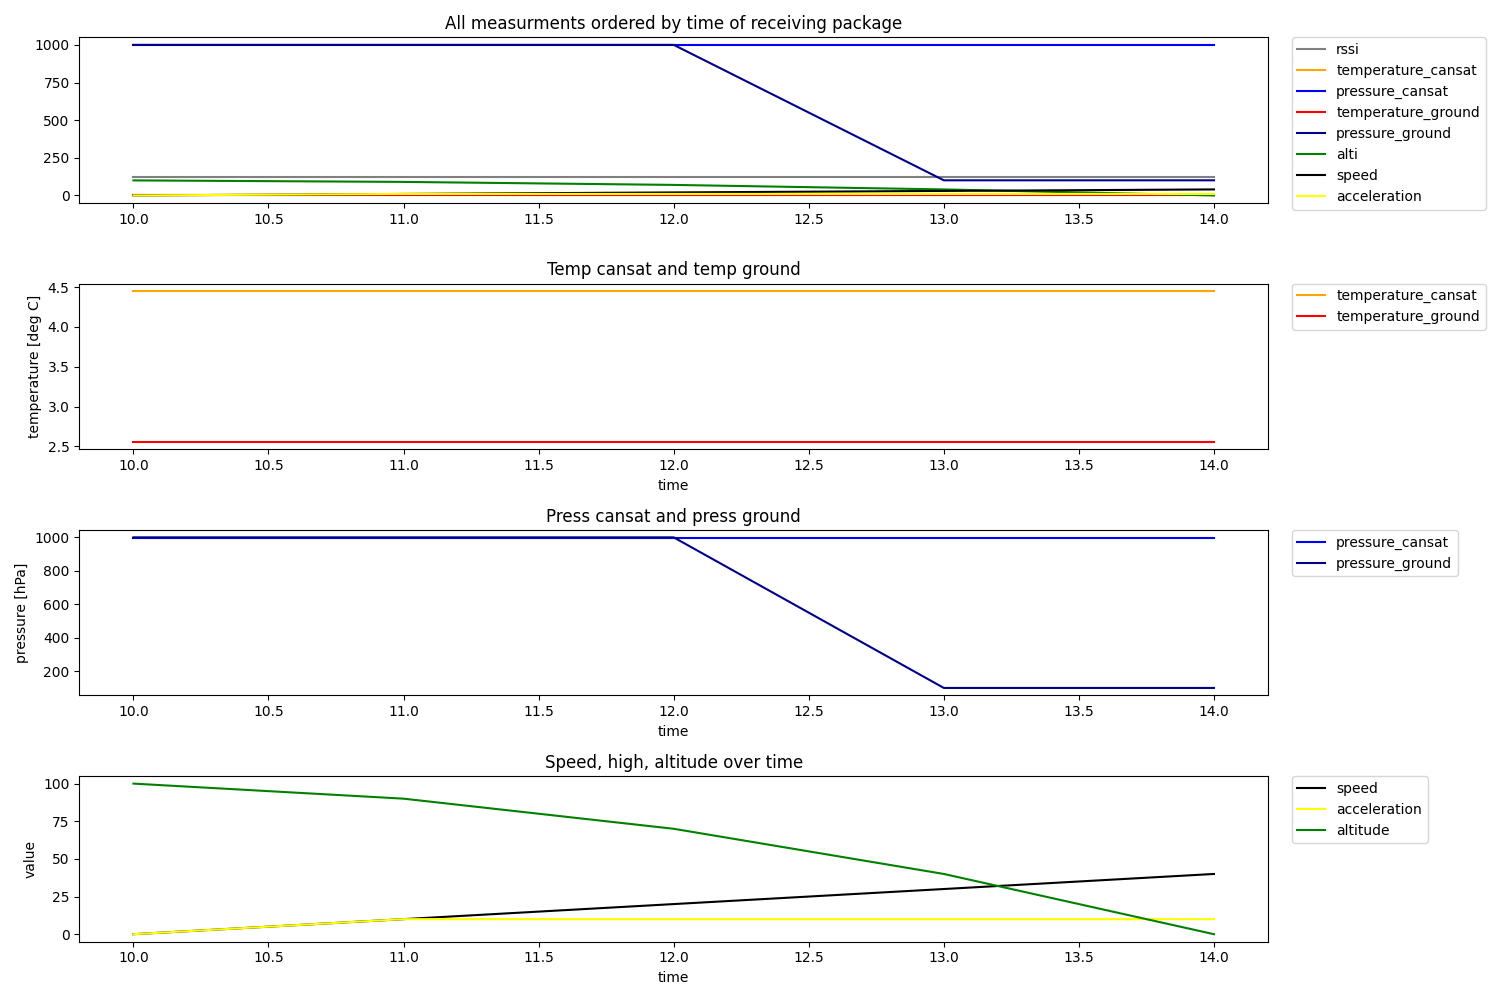 All measurments ordered by time of receiving package
1000
750
500
250
0
10.0 10.5 11.0 11.5 12.0 12.5 13.0 13.5 14.0
rssi
temperature_cansat
pressure_cansat
temperature_ground
pressure_ground
alti
speed
acceleration
Temp cansat and temp ground
temperature [deg C]
4.5
4.0
3.5
3.0
2.5
10.0 10.5 11.0 11.5 12.0 12.5 13.0 13.5 14.0
time
temperature_cansat
temperature_ground
Press cansat and press ground
pressure [hPa]
1000
800
600
400
200
10.0 10.5 11.0 11.5 12.0 12.5 13.0 13.5 14.0
time
pressure_cansat
pressure_ground
Speed, high, altitude over time
value
100
75
50
25
0
10.0 10.5 11.0 11.5 12.0 12.5 13.0 13.5 14.0
time
speed
acceleration
altitude